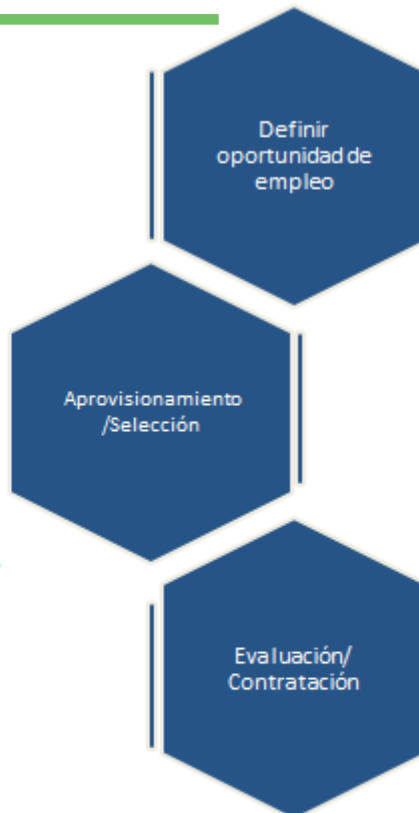 Definir
oportunidad de
empleo
Aprovisionamiento
/Selección
Evaluación/
Contratación